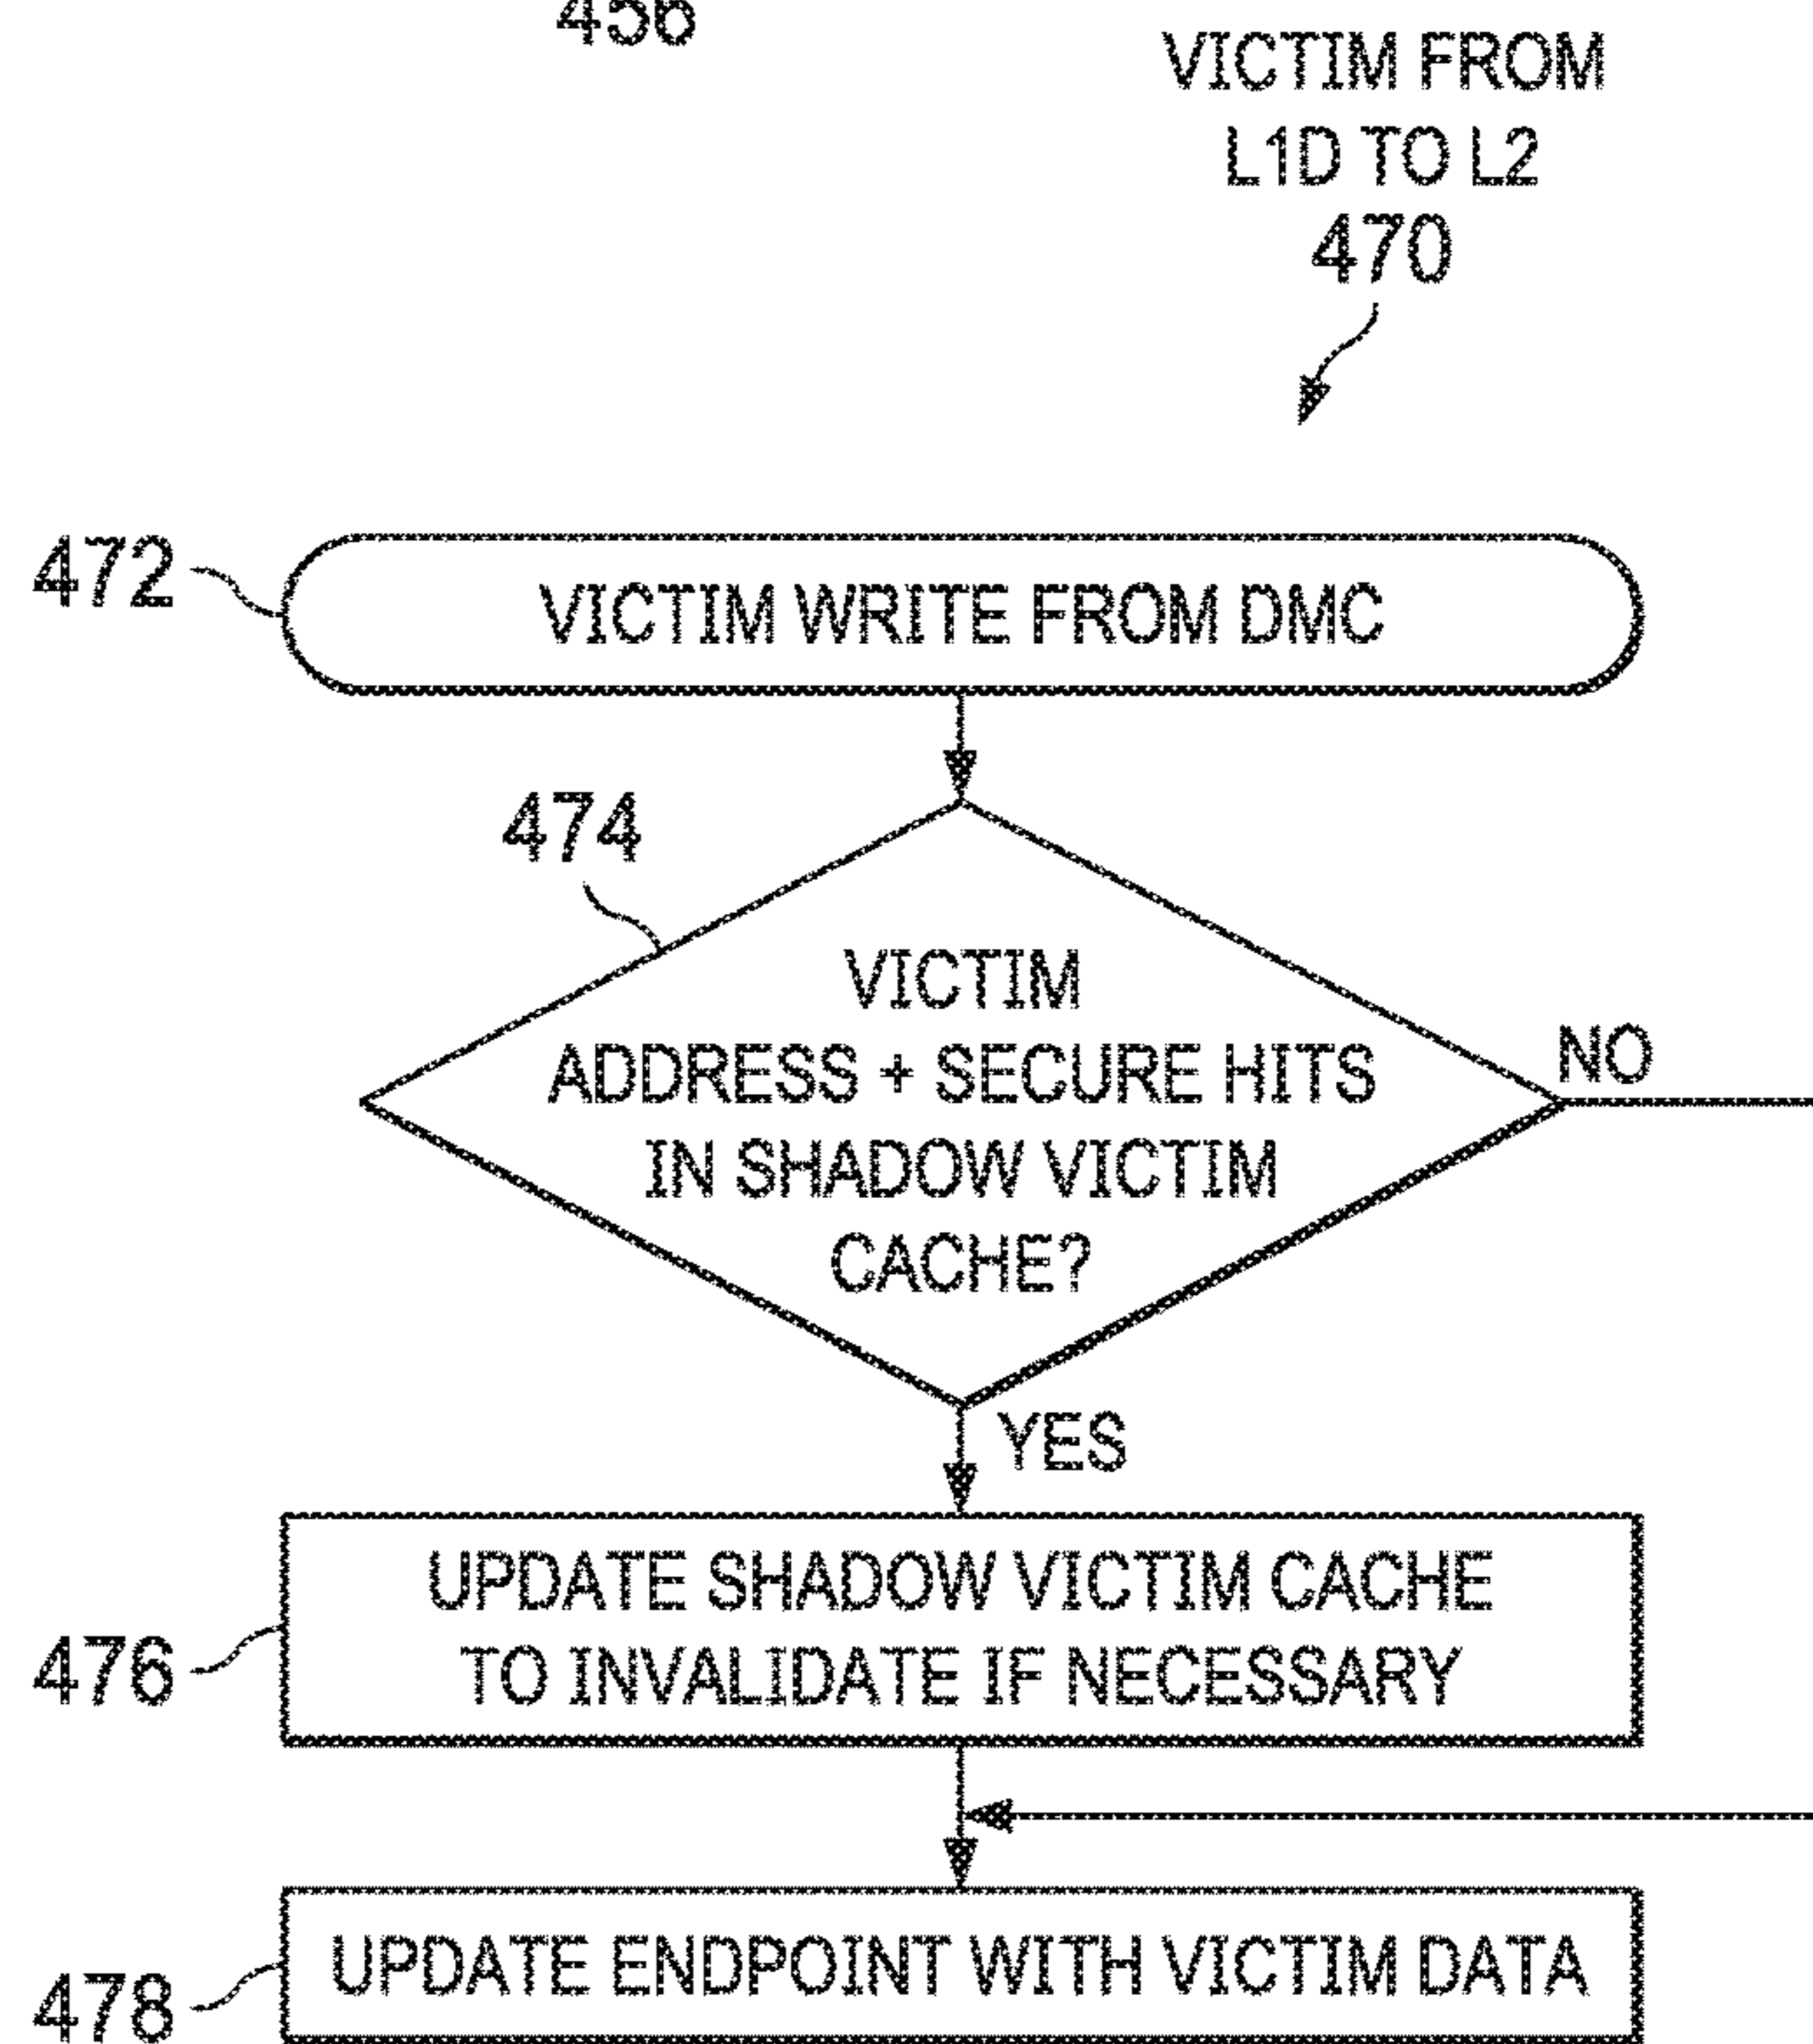 456
VICTIM FROM
L1D TO L2
470
472
VICTIM WRITE FROM DMC
474
VICTIM
ADDRESS + SECURE HITS
IN SHADOW VICTIM
CACHE?
NO
YES
UPDATE SHADOW VICTIM CACHE
TO INVALIDATE IF NECESSARY
476
UPDATE ENDPOINT WITH VICTIM DATA
478